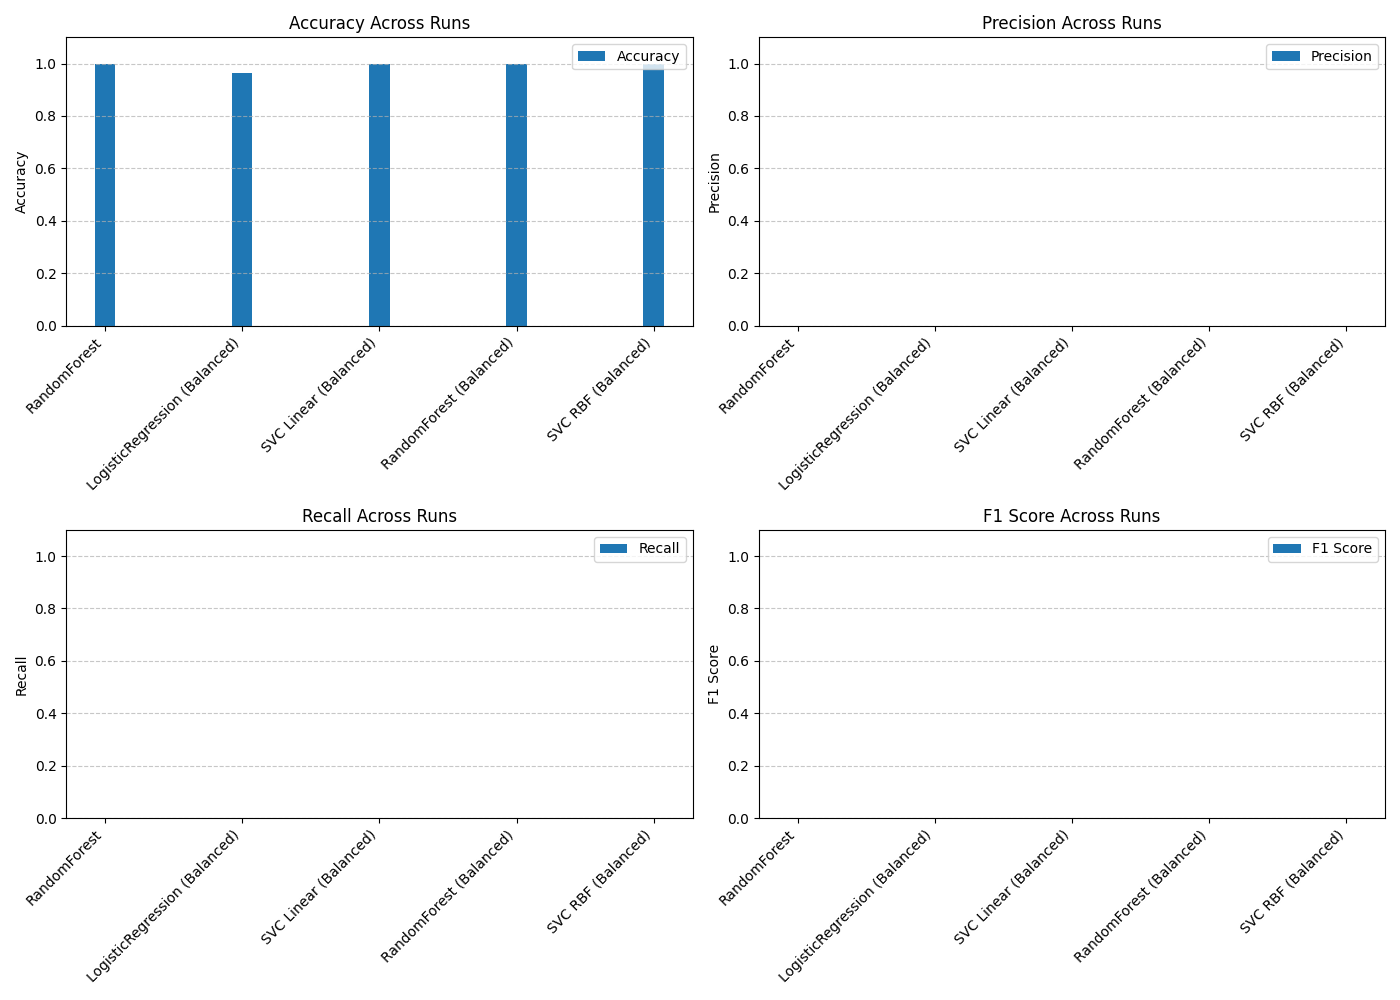 Accuracy Across Runs
Accuracy
1.0
0.8
0.6
0.4
0.2
0.0
Accuracy
RandomForest
LogisticRegression (Balanced)
SVC Linear (Balanced)
RandomForest (Balanced)
SVC RBF (Balanced)
Precision Across Runs
Precision
1.0
0.8
0.6
0.4
0.2
0.0
Precision
RandomForest
LogisticRegression (Balanced)
SVC Linear (Balanced)
RandomForest (Balanced)
SVC RBF (Balanced)
Recall Across Runs
Recall
1.0
0.8
0.6
0.4
0.2
0.0
Recall
RandomForest
LogisticRegression (Balanced)
SVC Linear (Balanced)
RandomForest (Balanced)
SVC RBF (Balanced)
F1 Score Across Runs
F1 Score
1.0
0.8
0.6
0.4
0.2
0.0
F1 Score
RandomForest
LogisticRegression (Balanced)
SVC Linear (Balanced)
RandomForest (Balanced)
SVC RBF (Balanced)